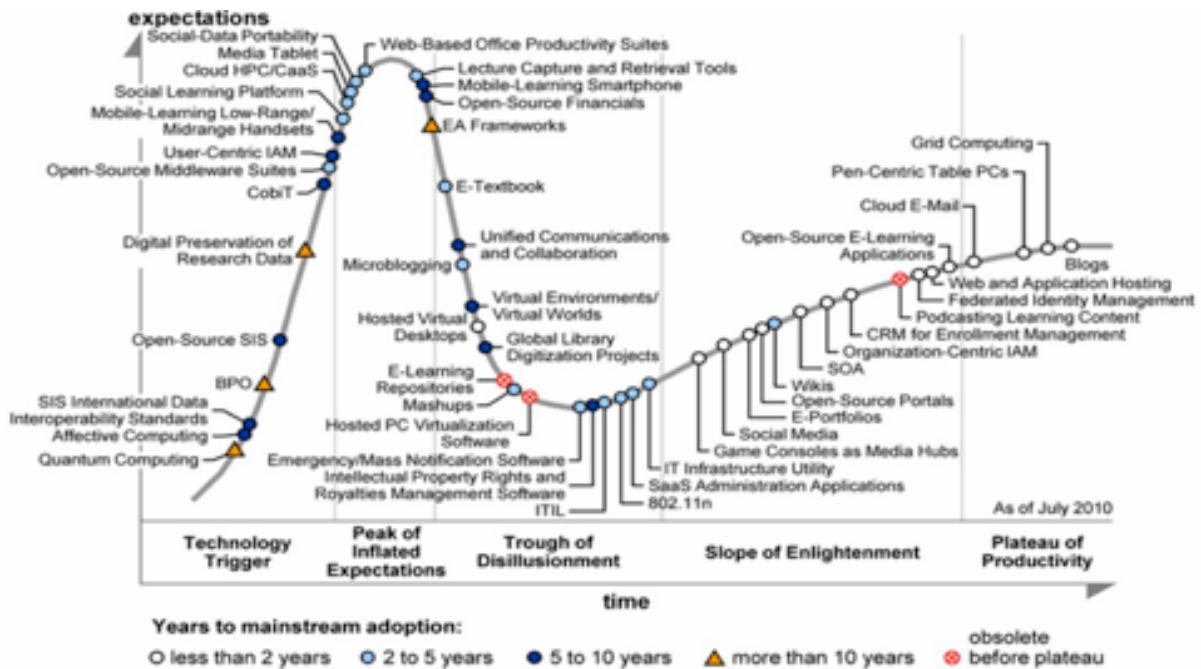 expectations
Social-Data Portability
Media Tablet
Cloud HPC/CaaS
Social Learning Platform
Mobile-Learning Low-Range/
Midrange Handsets
User-Centric IAM
Open-Source Middleware Suites
CobiT
Digital Preservation of
Research Data
Open-Source SIS
BPO
SIS International Data
Interoperability Standards
Affective Computing
Quantum Computing
Web-Based Office Productivity Suites
Lecture Capture and Retrieval Tools
Mobile-Learning Smartphone
Open-Source Financials
EA Frameworks
E-Textbook
Unified Communications
and Collaboration
Microblogging
Virtual Environments/
Virtual Worlds
Hosted Virtual
Desktops
Global Library
Digitization Projects
E-Learning
Repositories
Mashups
Hosted PC Virtualization
Software
Emergency/Mass Notification Software
Intellectual Property Rights and
Royalties Management Software
ITIL
802.11n
SaaS Administration Applications
IT Infrastructure Utility
Game Consoles as Media Hubs
Social Media
E-Portfolios
Open-Source Portals
Wikis
SOA
Organization-Centric IAM
CRM for Enrollment Management
Podcasting Learning Content
Federated Identity Management
Web and Application Hosting
Open-Source E-Learning
Applications
Cloud E-Mail
Pen-Centric Table PCs
Grid Computing
Blogs
As of July 2010
Technology
Trigger
Peak of
Inflated
Expectations
Trough of
Disillusionment
Slope of Enlightenment
Plateau of
Productivity
time
Years to mainstream adoption:
less than 2 years
2 to 5 years
5 to 10 years
more than 10 years
obsolete
before plateau